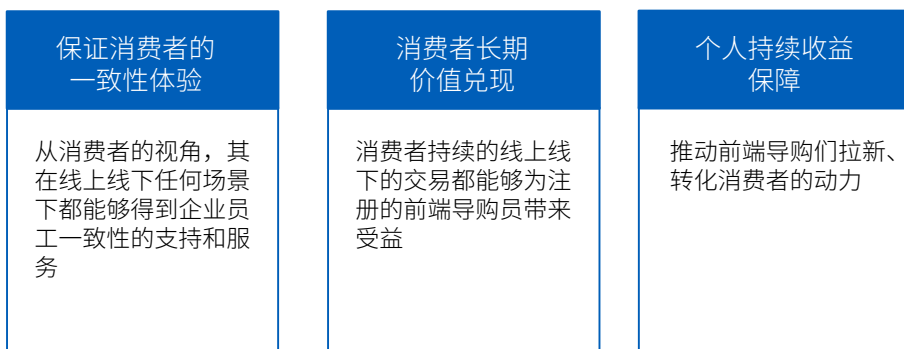 保证消费者的
一致性体验
从消费者的视角，其
在线上线下任何场景
下都能够得到企业员
工一致性的支持和服
务
消费者长期
价值兑现
消费者持续的线上线
下的交易都能够为注
册的前端导购员带来
受益
个人持续收益
保障
推动前端导购们拉新、
转化消费者的动力